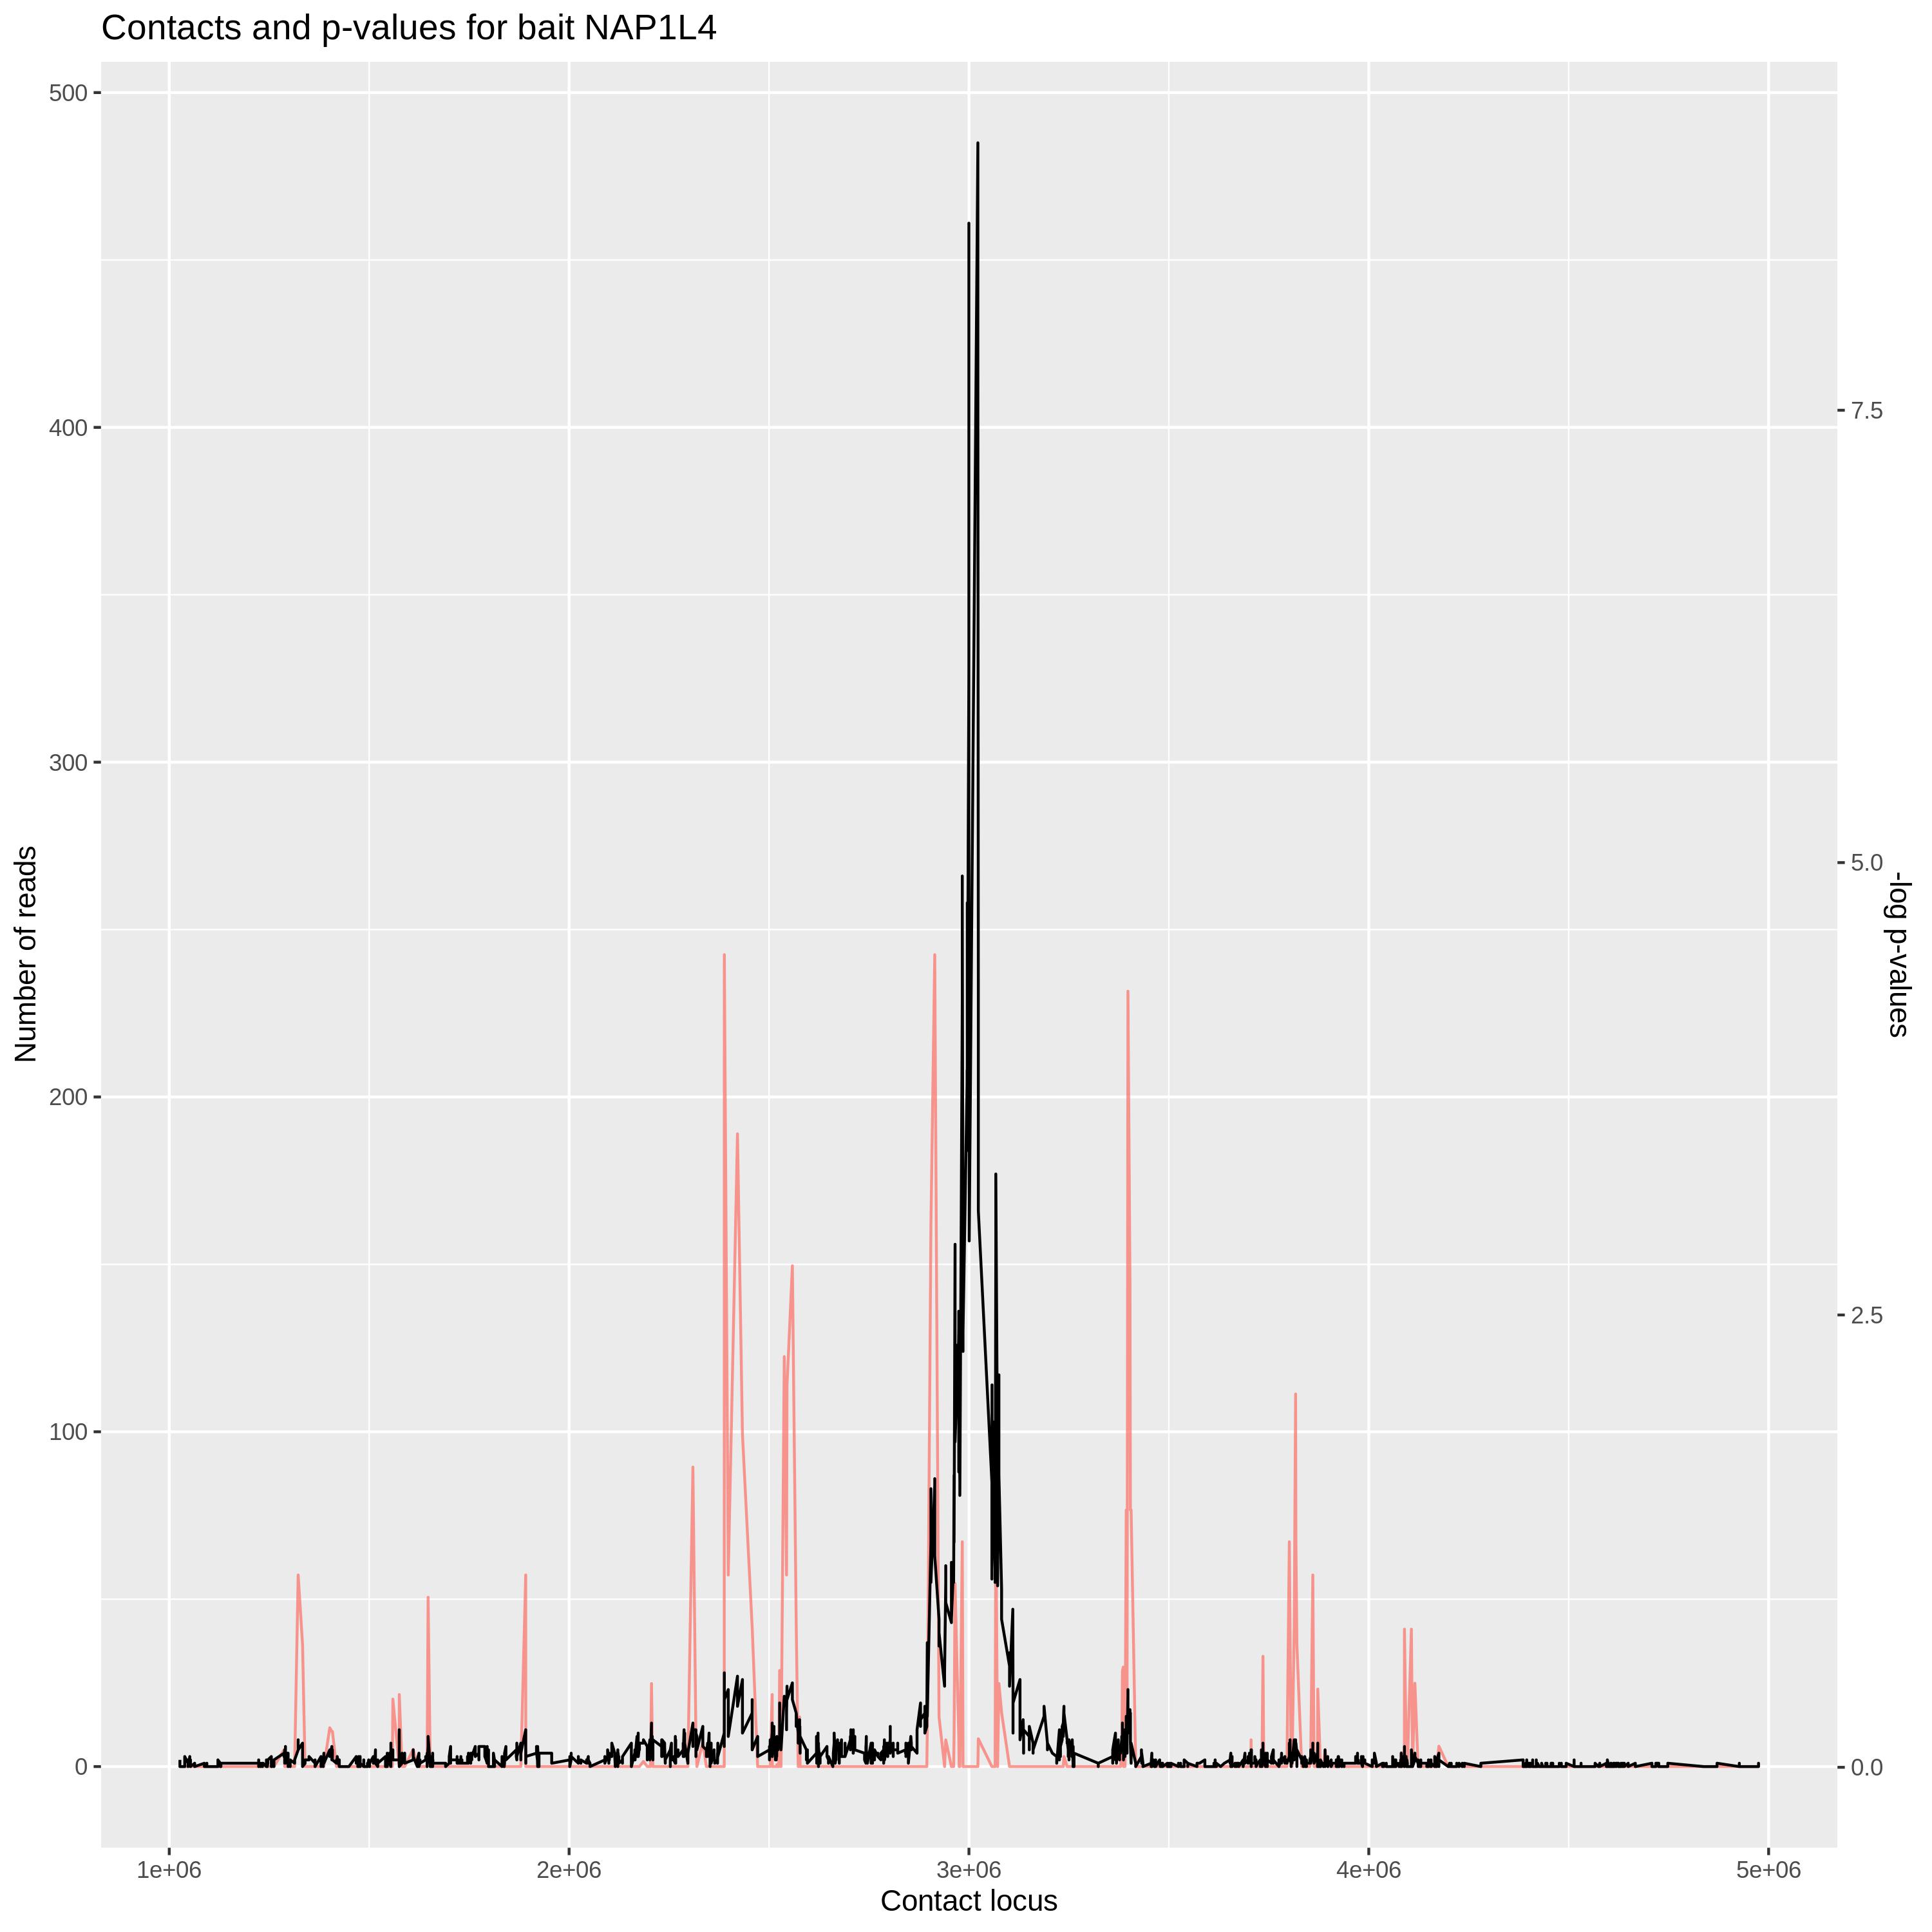 Contacts and p-values for bait NAP1L4
500
400
300
200
100
0
Number of reads
7.5
5.0
2.5
0.0
-log p-values
1e+06
2e+06
3e+06
4e+06
5e+06
Contact locus